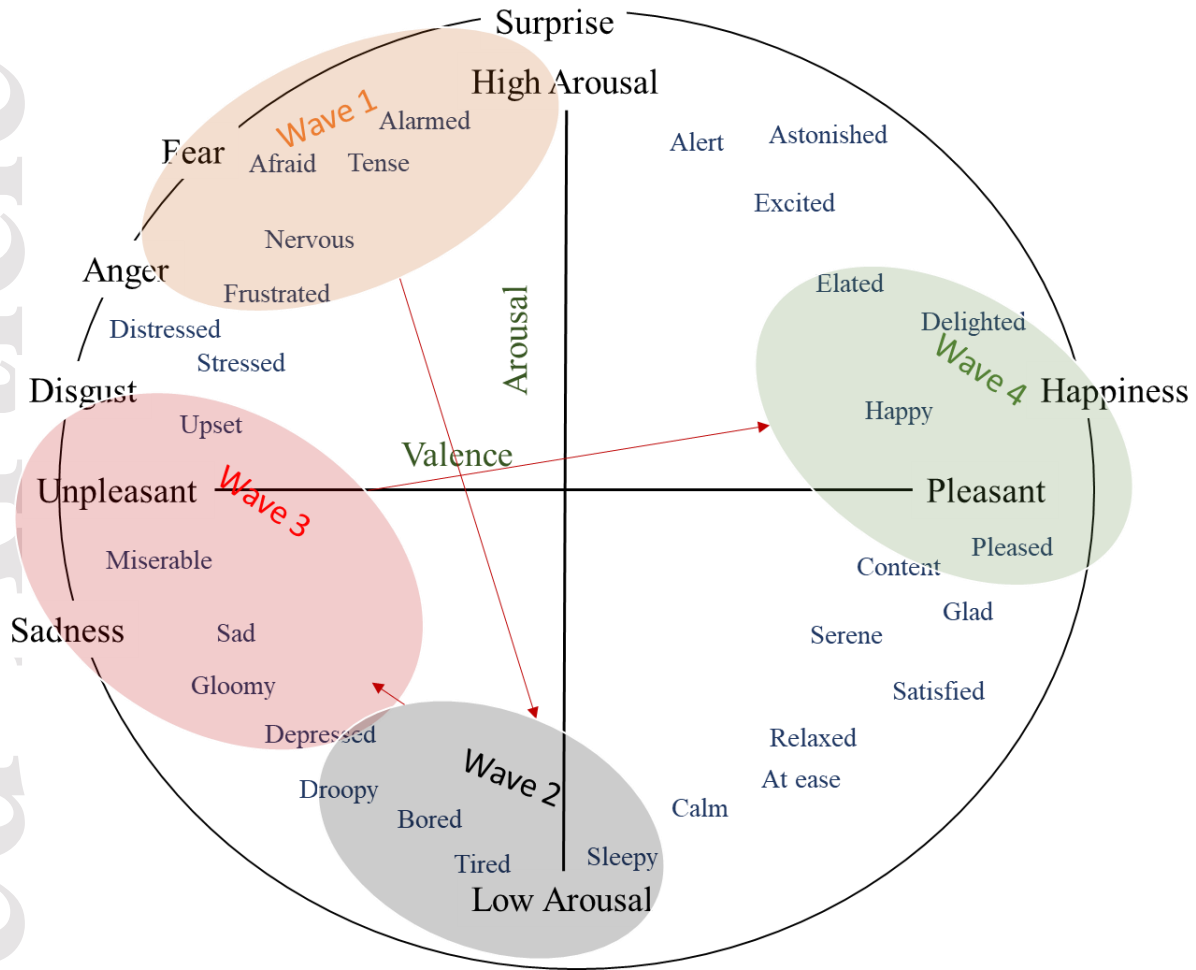 Surprise
High Arousal
Wave 1
Alarmed
Alert
Astonished
Fear
Afraid
Tense
Excited
Nervous
Anger
Frustrated
Elated
Distressed
Delighted
Stressed
Arousal
Wave 4
Disgust
Happiness
Upset
Happy
Valence
Unpleasant
Wave 3
Pleasant
Miserable
Pleased
Content
Glad
Sadness
Sad
Serene
Gloomy
Satisfied
Depressed
Relaxed
Wave 2
Droopy
At ease
Bored
Calm
Tired
Sleepy
Low Arousal